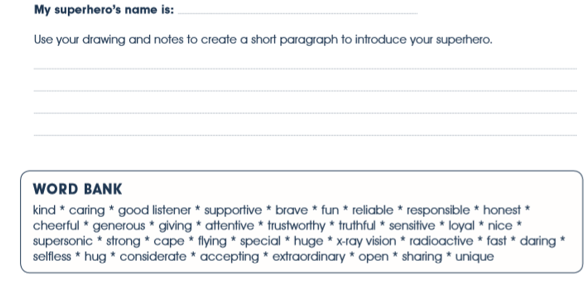 My superhero's name is:
Use your drawing and notes to create a short paragraph to introduce your superhero.
WORD BANK
kind * caring * good listener * supportive * brave * fun * reliable * responsible * honest *
cheerful * generous * giving * attentive * trustworthy * truthful * sensitive * loyal * nice *
supersonic * strong * cape * flying * special * huge * x-ray vision * radioactive * fast * daring *
selfless * hug * considerate * accepting * extraordinary * open * sharing * unique